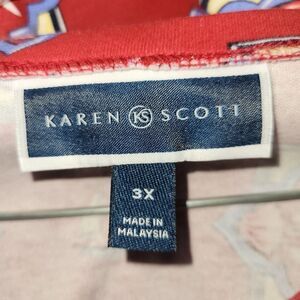 KAREN KS SCOTT
3X
MADE IN
MALAYSIA